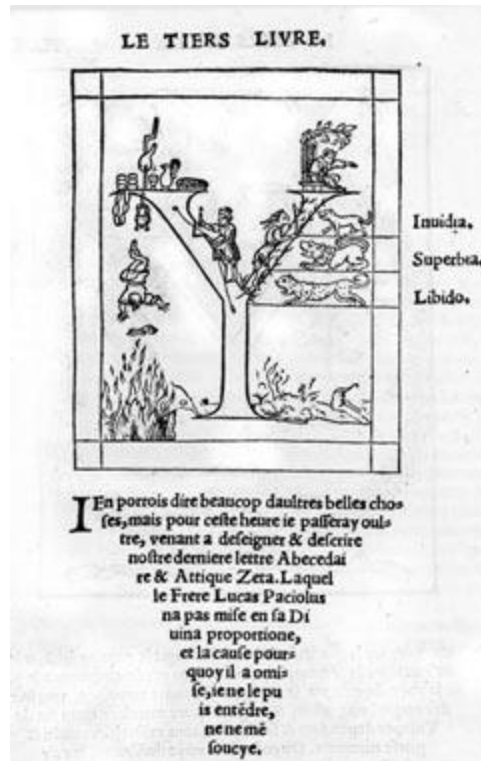 LE TIERS LIVRE.
Inuidia.
Superbia.
Libido.
IEn porrois dire beaucop daultres belles cho-
ses, mais pour ceste heure ie passeray oul-
tre, venant a deseigner & descrire
nostre derniere lettre Abecedai
re & Attique Zeta. Laquel
le Frere Lucas Paciolus
na pas mise en sa Di
uina proportione,
et la cause pour-
quoy il a omi-
se, ie ne le pu
is entẽdre,
ne ne mẽ
soucye.